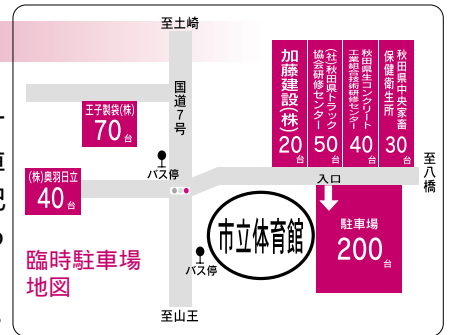 至土崎
国道7号
王子製袋(株)
70台
バス停
(株)奥羽日立
40台
加藤建設(株)
20台
(社)秋田県トラック
協会研修センター
50台
秋田県生コンクリート
工業組合技術研修センター
40台
秋田県中央家畜
保健衛生所
30台
至八橋
入口
市立体育館
駐車場
200台
バス停
臨時駐車場
地図
至山王